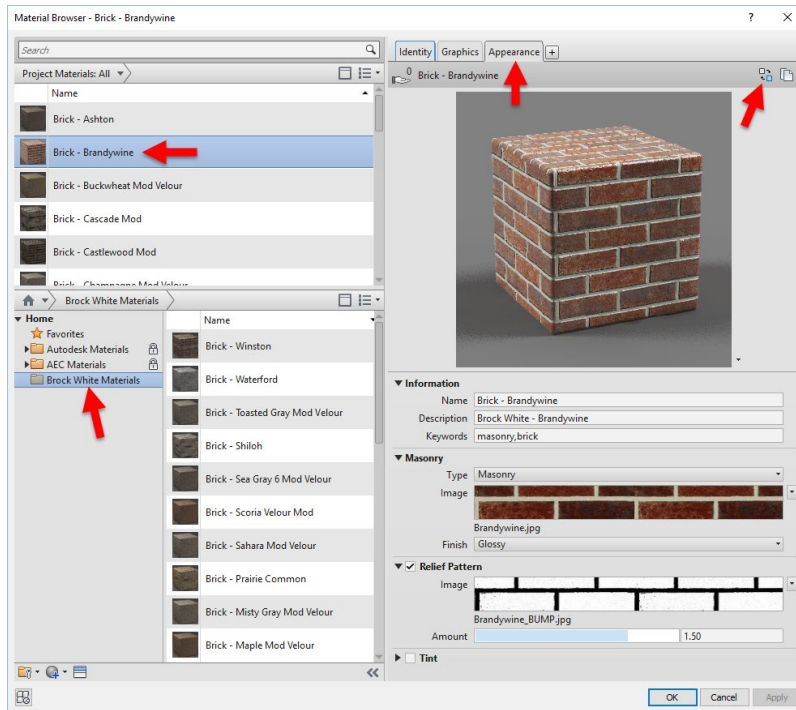 Material Browser - Brick - Brandywine
?
Search
Project Materials: All
Name
Brick - Ashton
Brick - Brandywine
Brick - Buckwheat Mod Velour
Brick - Cascade Mod
Brick - Castlewood Mod
Brick - Champagne Mod Velour
Brock White Materials
Home
Favorites
Autodesk Materials
AEC Materials
Brock White Materials
Name
Brick - Winston
Brick - Waterford
Brick - Toasted Gray Mod Velour
Brick - Shiloh
Brick - Sea Gray 6 Mod Velour
Brick - Scoria Velour Mod
Brick - Sahara Mod Velour
Brick - Prairie Common
Brick - Misty Gray Mod Velour
Brick - Maple Mod Velour
Identity Graphics Appearance +
0 Brick - Brandywine
Information
Name Brick - Brandywine
Description Brock White - Brandywine
Keywords masonry,brick
Masonry
Type Masonry
Image
Brandywine.jpg
Finish Glossy
Relief Pattern
Image
Brandywine_BUMP.jpg
Amount 1.50
Tint
OK Cancel Apply